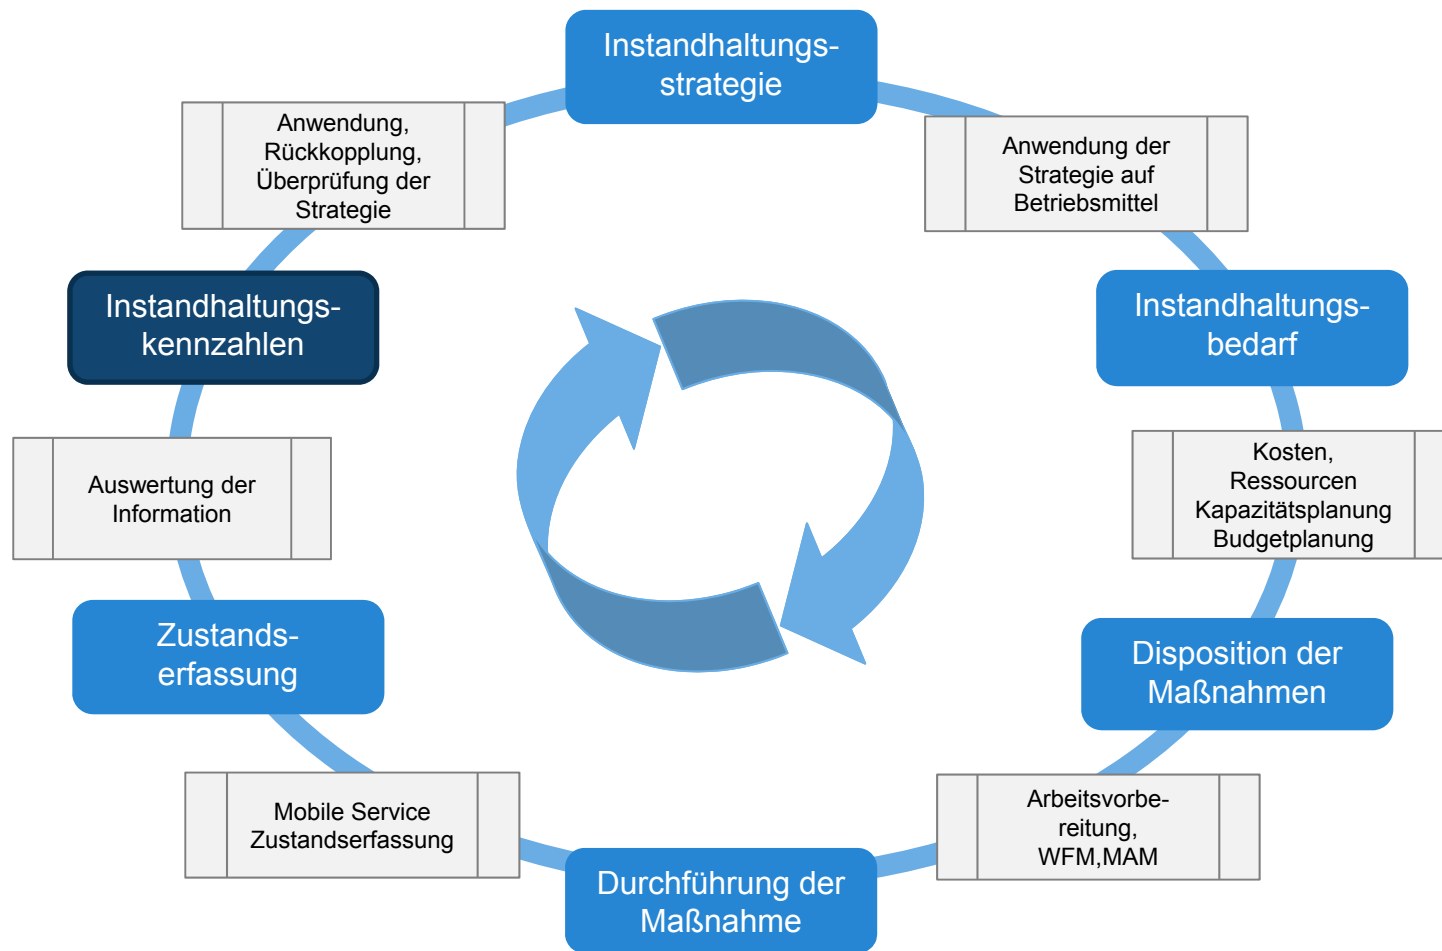 Instandhaltungs-
strategie
Anwendung der
Strategie auf
Betriebsmittel
Instandhaltungs-
bedarf
Kosten,
Ressourcen
Kapazitätsplanung
Budgetplanung
Disposition der
Maßnahmen
Arbeitsvorbe-
reitung,
WFM,MAM
Durchführung der
Maßnahme
Mobile Service
Zustandserfassung
Zustands-
erfassung
Auswertung der
Information
Instandhaltungs-
kennzahlen
Anwendung,
Rückkopplung,
Überprüfung der
Strategie